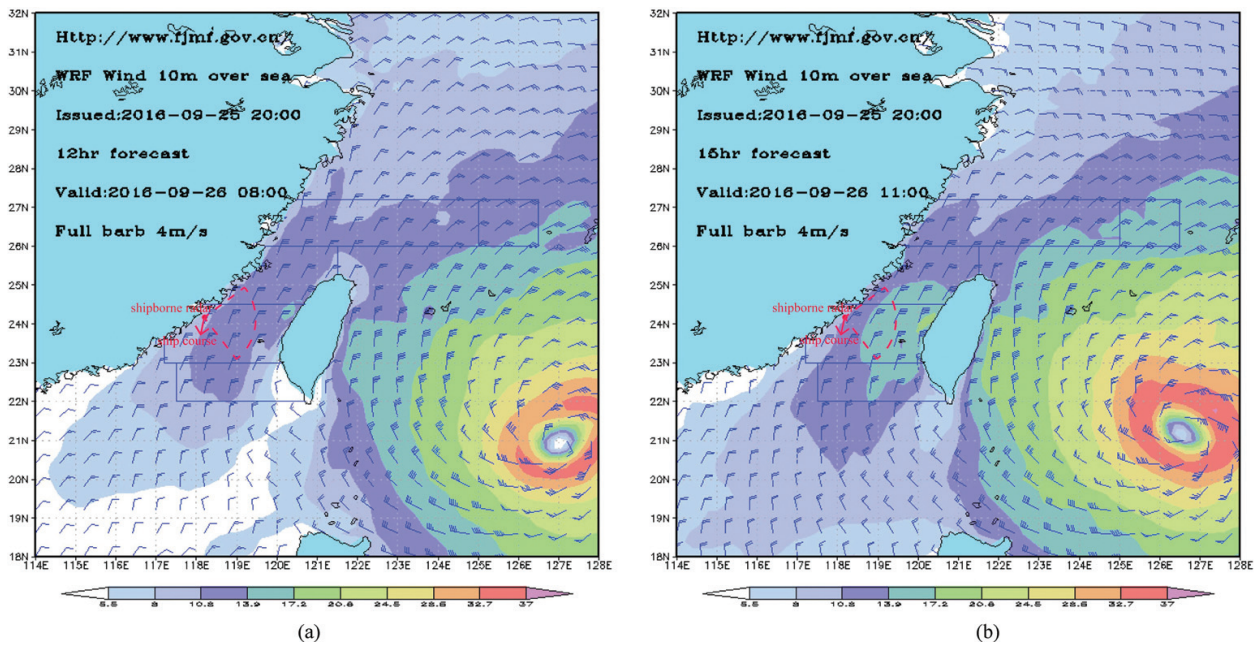 32N
31N
30N
29N
28N
27N
26N
25N
24N
23N
22N
21N
20N
19N
18N
Http://www.fjmf.gov.cn/
WRF Wind 10m over sea
Issued:2016-09-25 20:00
12hr forecast
Valid:2016-09-26 08:00
Full barb 4m/s
shipborne radar
ship course
114E 115E 116E 117E 118E 119E 120E 121E 122E 123E 124E 125E 126E 127E 128E
5.5 8 10.8 13.9 17.2 20.8 24.5 28.5 32.7 37
(a)
32N
31N
30N
29N
28N
27N
26N
25N
24N
23N
22N
21N
20N
19N
18N
Http://www.fjmf.gov.cn/
WRF Wind 10m over sea
Issued:2016-09-25 20:00
15hr forecast
Valid:2016-09-26 11:00
Full barb 4m/s
shipborne radar
ship course
114E 115E 116E 117E 118E 119E 120E 121E 122E 123E 124E 125E 126E 127E 128E
5.5 8 10.8 13.9 17.2 20.8 24.5 28.5 32.7 37
(b)